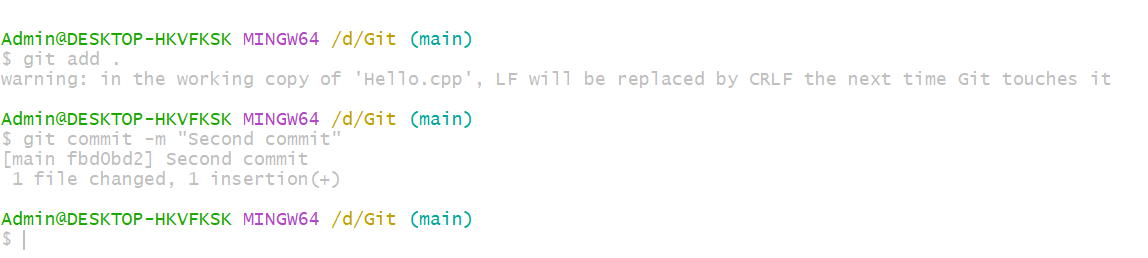 Admin@DESKTOP-HKVFKSK MINGW64 /d/Git (main)
$ git add .
warning: in the working copy of 'Hello.cpp', LF will be replaced by CRLF the next time Git touches it
Admin@DESKTOP-HKVFKSK MINGW64 /d/Git (main)
$ git commit -m "Second commit"
[main fbd0bd2] Second commit
 1 file changed, 1 insertion(+)
Admin@DESKTOP-HKVFKSK MINGW64 /d/Git (main)
$